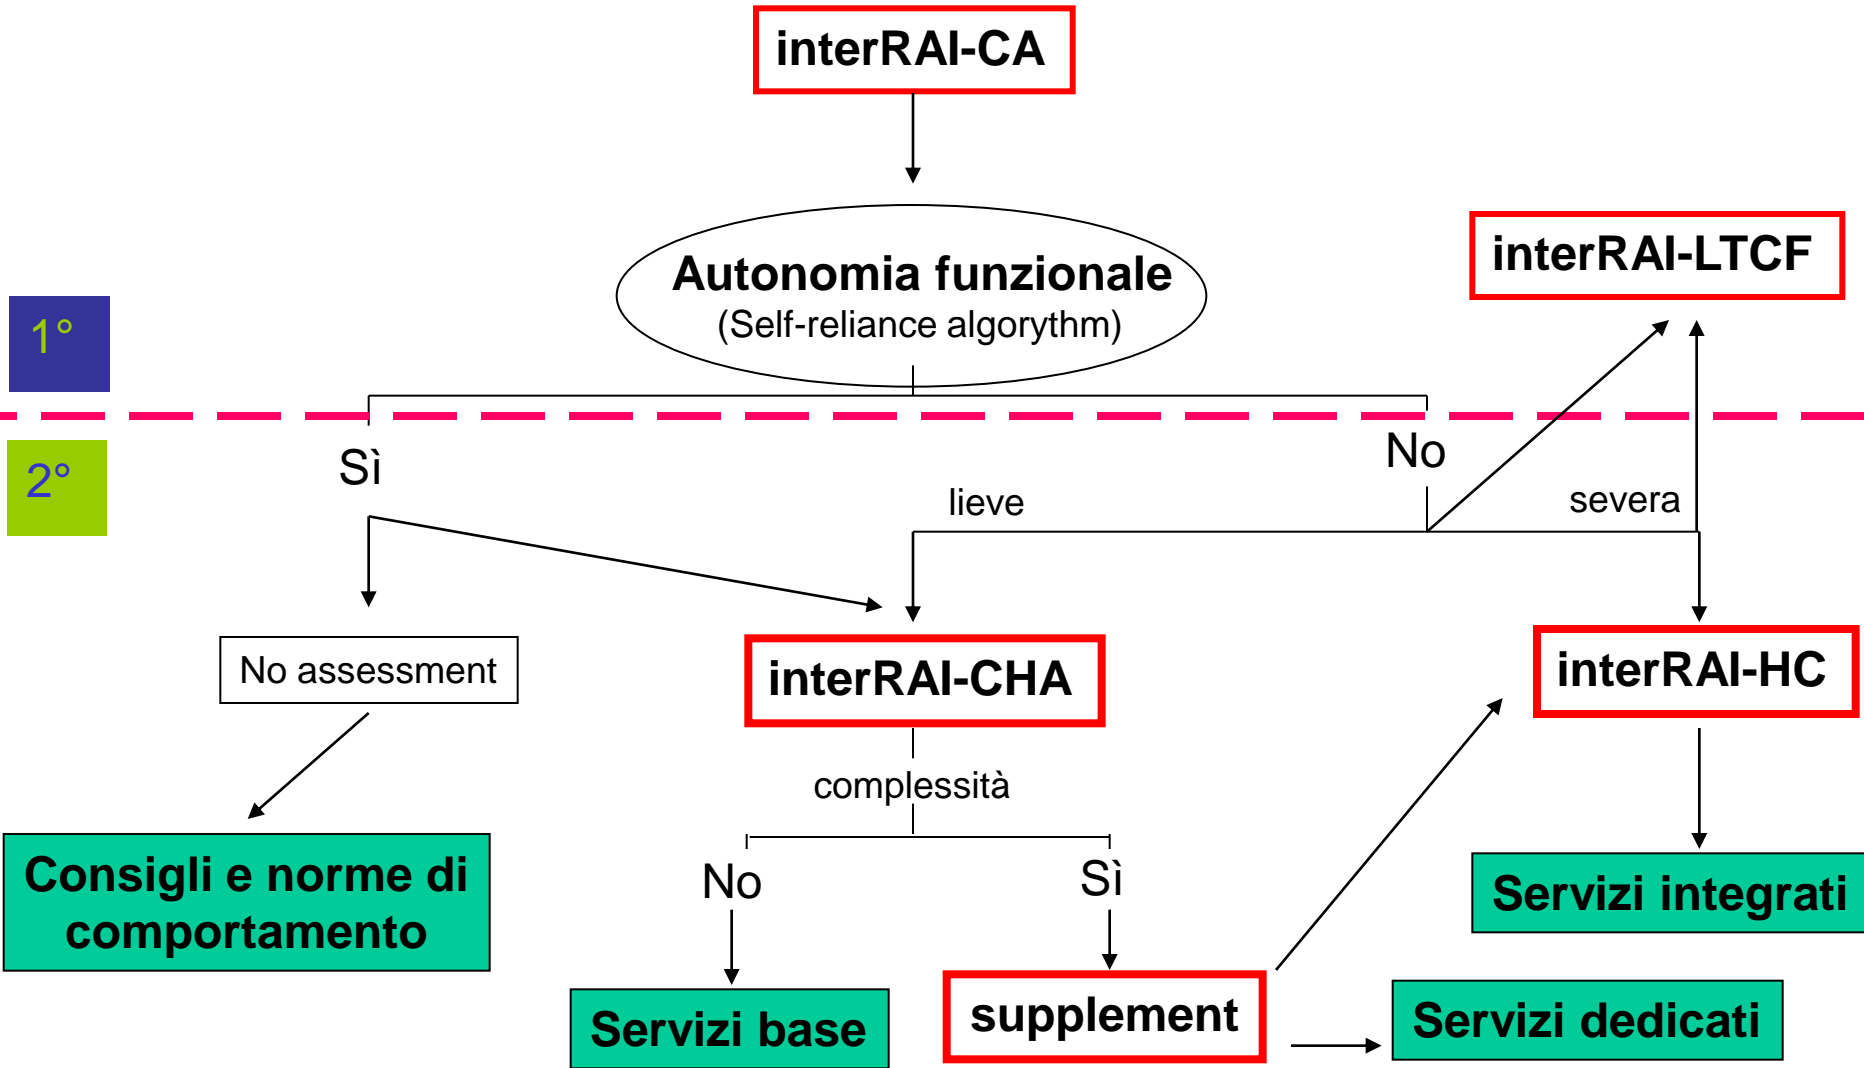 interRAI-CA
Autonomia funzionale
(Self-reliance algorythm)
interRAI-LTCF
1°
2°
Sì
No
lieve
severa
No assessment
interRAI-CHA
interRAI-HC
complessità
Consigli e norme di
comportamento
No
Sì
Servizi integrati
Servizi base
supplement
Servizi dedicati